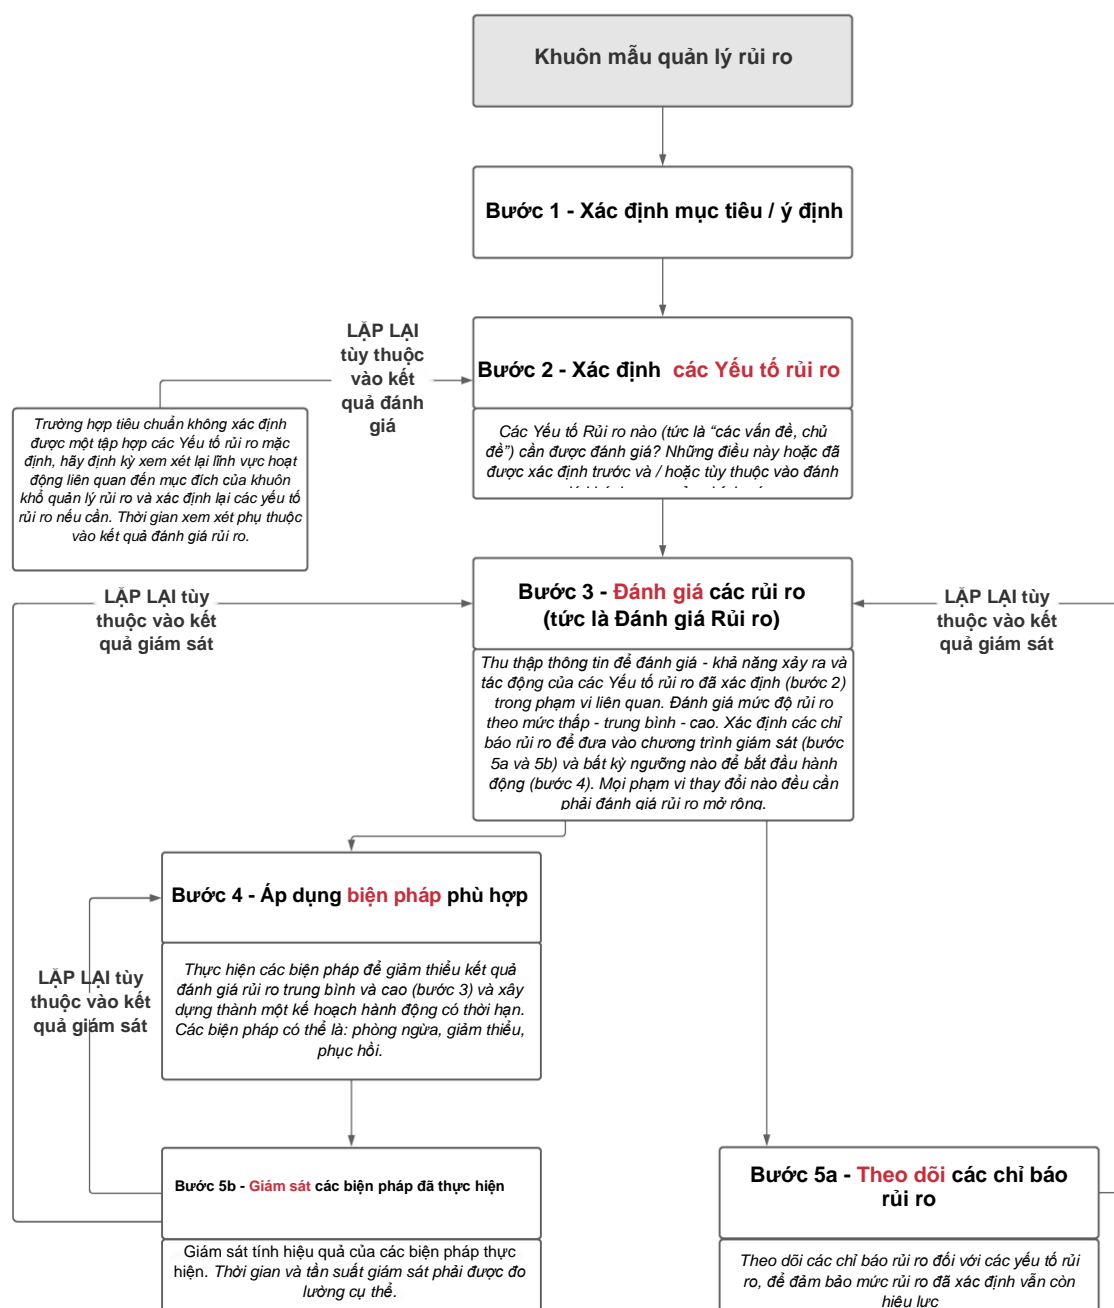 Khuôn mẫu quản lý rủi ro
Bước 1 - Xác định mục tiêu / ý định
LẶP LẠI
tùy thuộc
vào kết
quả đánh
giá
Bước 2 - Xác định các Yếu tố rủi ro
Các Yếu tố Rủi ro nào (tức là “các vấn đề, chủ
đề”) cần được đánh giá? Những điều này hoặc đã
được xác định trước và / hoặc tùy thuộc vào đánh
Trường hợp tiêu chuẩn không xác định
được một tập hợp các Yếu tố rủi ro mặc
định, hãy định kỳ xem xét lại lĩnh vực hoạt
động liên quan đến mục đích của khuôn
khổ quản lý rủi ro và xác định lại các yếu tố
rủi ro nếu cần. Thời gian xem xét phụ thuộc
vào kết quả đánh giá rủi ro.
LẶP LẠI tùy
thuộc vào kết
quả giám sát
Bước 3 - Đánh giá các rủi ro
(tức là Đánh giá Rủi ro)
LẶP LẠI tùy
thuộc vào kết
quả giám sát
Thu thập thông tin để đánh giá - khả năng xảy ra và
tác động của các Yếu tố rủi ro đã xác định (bước 2)
trong phạm vi liên quan. Đánh giá mức độ rủi ro
theo mức thấp - trung bình - cao. Xác định các chỉ
báo rủi ro để đưa vào chương trình giám sát (bước
5a và 5b) và bất kỳ ngưỡng nào để bắt đầu hành
động (bước 4). Mọi phạm vi thay đổi nào đều cần
phải đánh giá rủi ro mở rộng.
Bước 4 - Áp dụng biện pháp phù hợp
Thực hiện các biện pháp để giảm thiểu kết quả
đánh giá rủi ro trung bình và cao (bước 3) và xây
dựng thành một kế hoạch hành động có thời hạn.
Các biện pháp có thể là: phòng ngừa, giảm thiểu,
phục hồi.
LẶP LẠI tùy
thuộc vào kết
quả giám sát
Bước 5b - Giám sát các biện pháp đã thực hiện
Giám sát tính hiệu quả của các biện pháp thực
hiện. Thời gian và tần suất giám sát phải được đo
lường cụ thể.
Bước 5a - Theo dõi các chỉ báo
rủi ro
Theo dõi các chỉ báo rủi ro đối với các yếu tố rủi
ro, để đảm bảo mức rủi ro đã xác định vẫn còn
hiệu lực